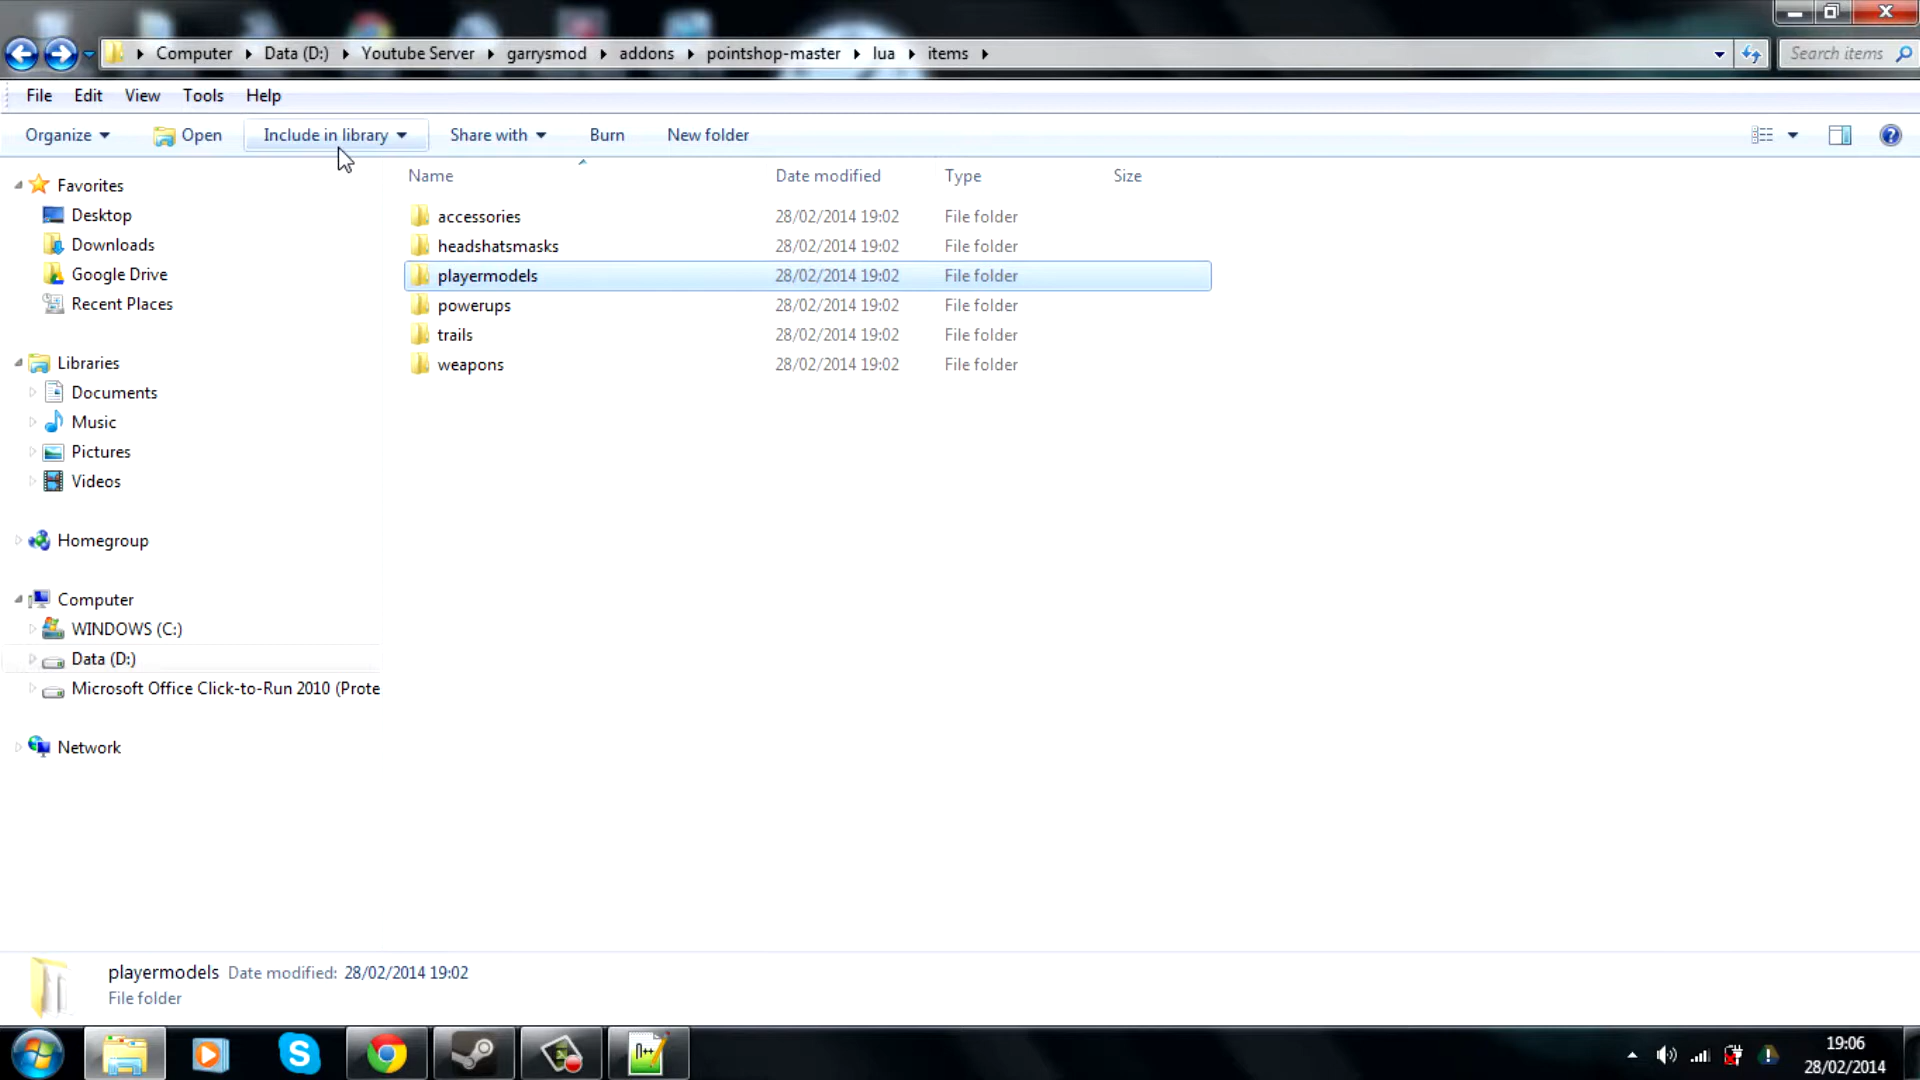 Computer Data (D:) Youtube Server garrysmod addons pointshop-master lua items Search items
File Edit View Tools Help
Organize Open Include in library Share with Burn New folder
Name Date modified Type Size
Favorites
Desktop
Downloads
Google Drive
Recent Places
Libraries
Documents
Music
Pictures
Videos
Homegroup
Computer
WINDOWS (C:)
Data (D:)
Microsoft Office Click-to-Run 2010 (Prote
Network
accessories 28/02/2014 19:02 File folder
headshatsmasks 28/02/2014 19:02 File folder
playermodels 28/02/2014 19:02 File folder
powerups 28/02/2014 19:02 File folder
trails 28/02/2014 19:02 File folder
weapons 28/02/2014 19:02 File folder
playermodels Date modified: 28/02/2014 19:02
File folder
19:06
28/02/2014